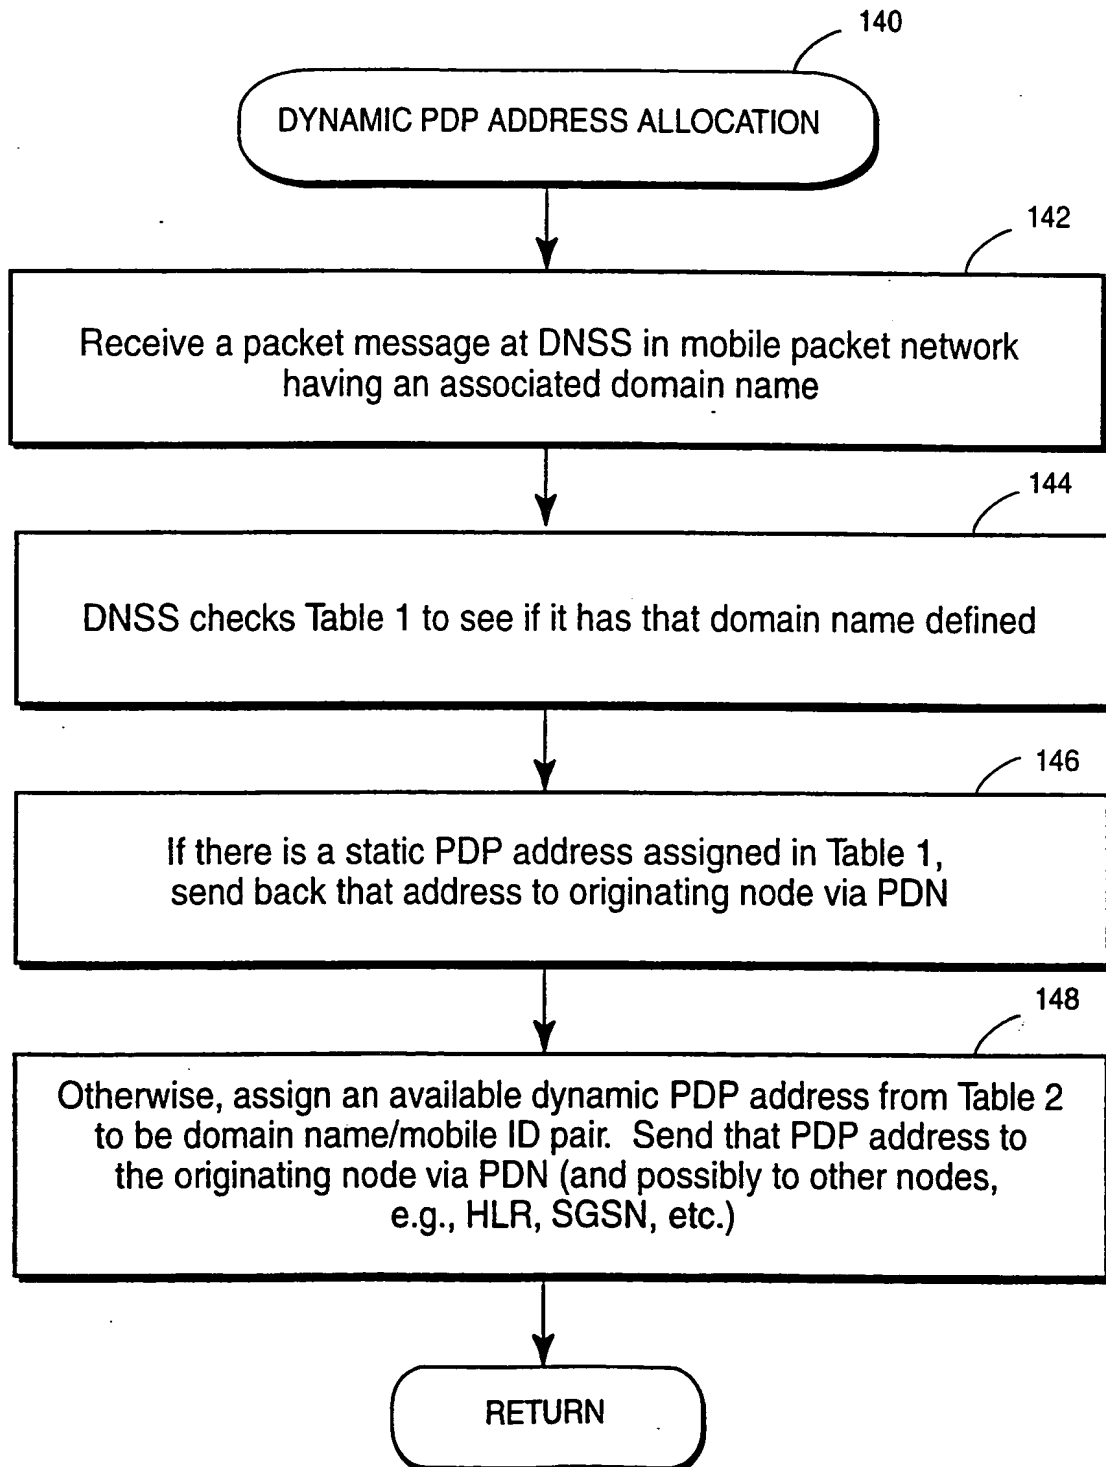 140
DYNAMIC PDP ADDRESS ALLOCATION
142
Receive a packet message at DNSS in mobile packet network
having an associated domain name
144
DNSS checks Table 1 to see if it has that domain name defined
146
If there is a static PDP address assigned in Table 1,
send back that address to originating node via PDN
148
Otherwise, assign an available dynamic PDP address from Table 2
to be domain name/mobile ID pair. Send that PDP address to
the originating node via PDN (and possibly to other nodes,
e.g., HLR, SGSN, etc.)
RETURN